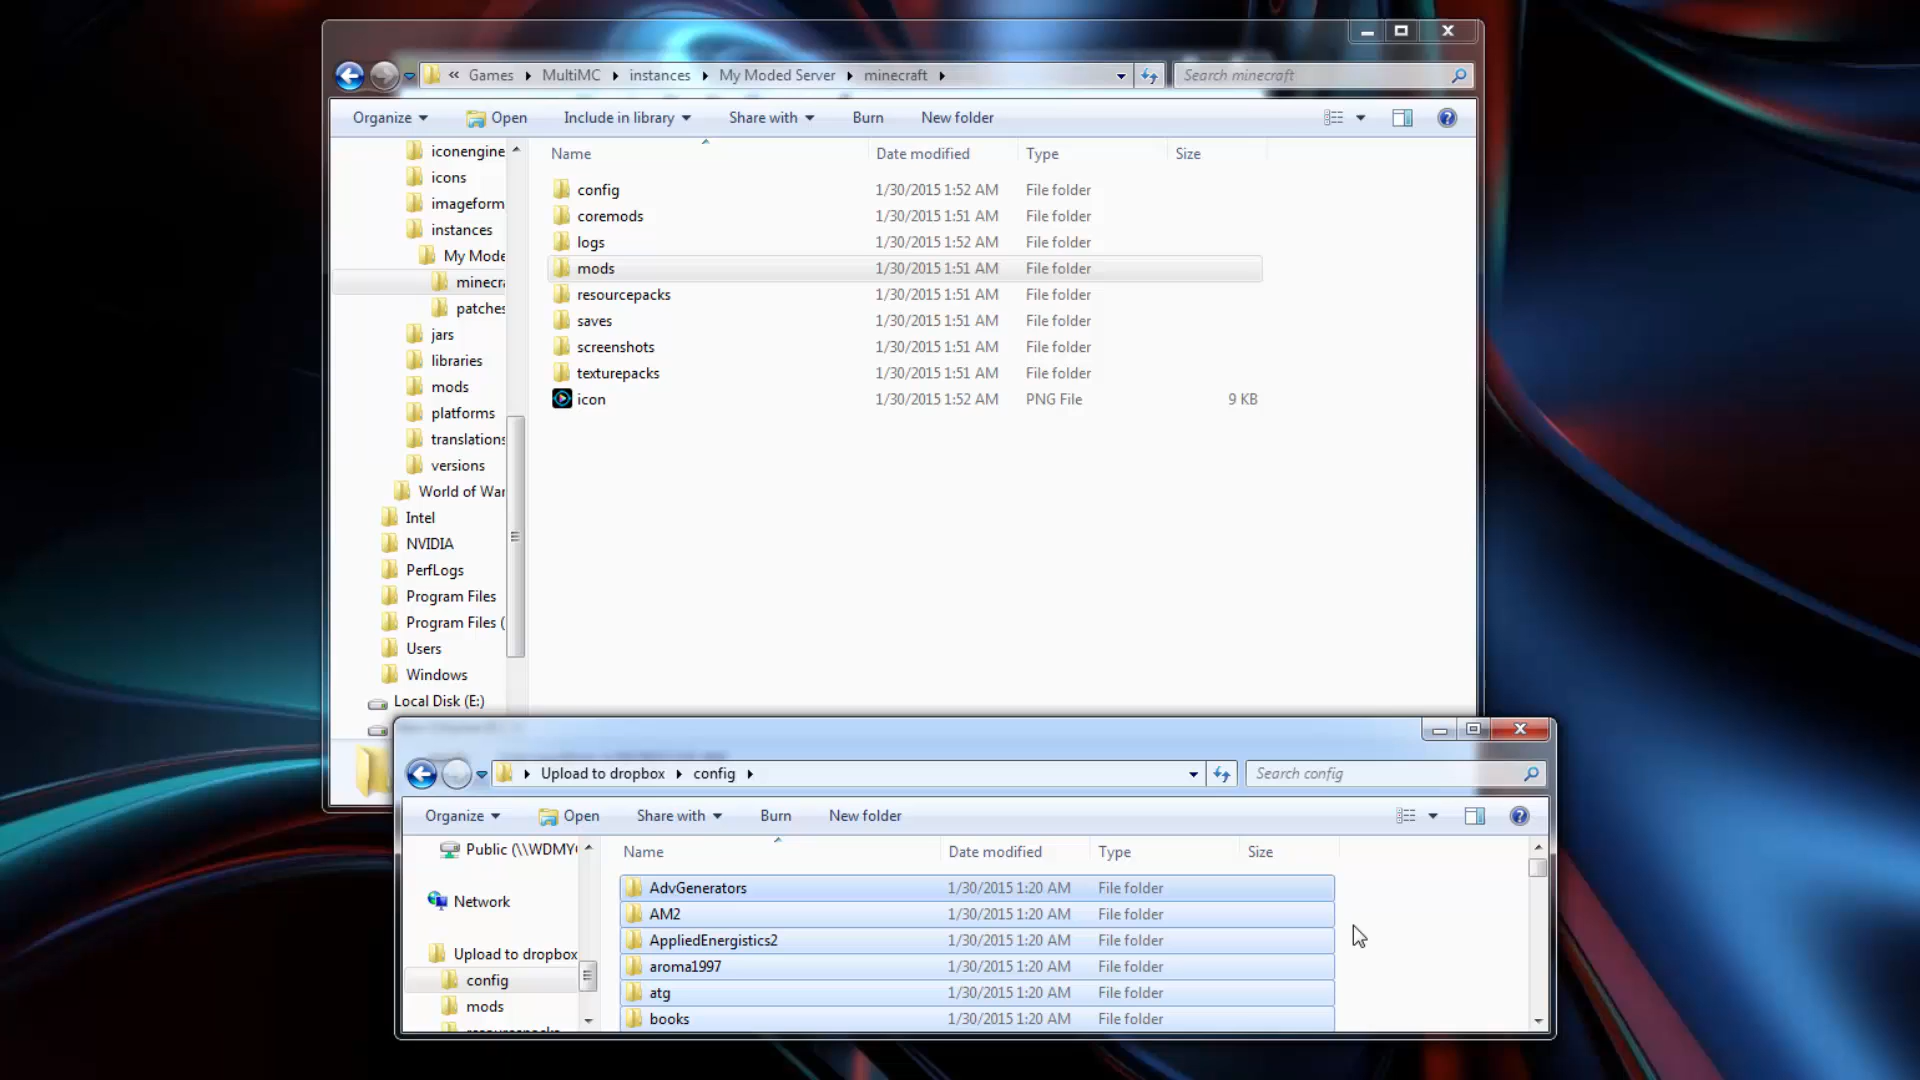 « Games ▸ MultiMC ▸ instances ▸ My Moded Server ▸ minecraft ▸ Search minecraft
Organize Open Include in library Share with Burn New folder
Name Date modified Type Size
iconengine
icons
imageform
instances
My Mode
minecra
patches
jars
libraries
mods
platforms
translations
versions
World of War
Intel
NVIDIA
PerfLogs
Program Files
Program Files (
Users
Windows
Local Disk (E:)
config 1/30/2015 1:52 AM File folder
coremods 1/30/2015 1:51 AM File folder
logs 1/30/2015 1:52 AM File folder
mods 1/30/2015 1:51 AM File folder
resourcepacks 1/30/2015 1:51 AM File folder
saves 1/30/2015 1:51 AM File folder
screenshots 1/30/2015 1:51 AM File folder
texturepacks 1/30/2015 1:51 AM File folder
icon 1/30/2015 1:52 AM PNG File 9 KB
▸ Upload to dropbox ▸ config ▸ Search config
Organize Open Share with Burn New folder
Name Date modified Type Size
Public (\\WDMYC
Network
Upload to dropbox
config
mods
AdvGenerators 1/30/2015 1:20 AM File folder
AM2 1/30/2015 1:20 AM File folder
AppliedEnergistics2 1/30/2015 1:20 AM File folder
aroma1997 1/30/2015 1:20 AM File folder
atg 1/30/2015 1:20 AM File folder
books 1/30/2015 1:20 AM File folder